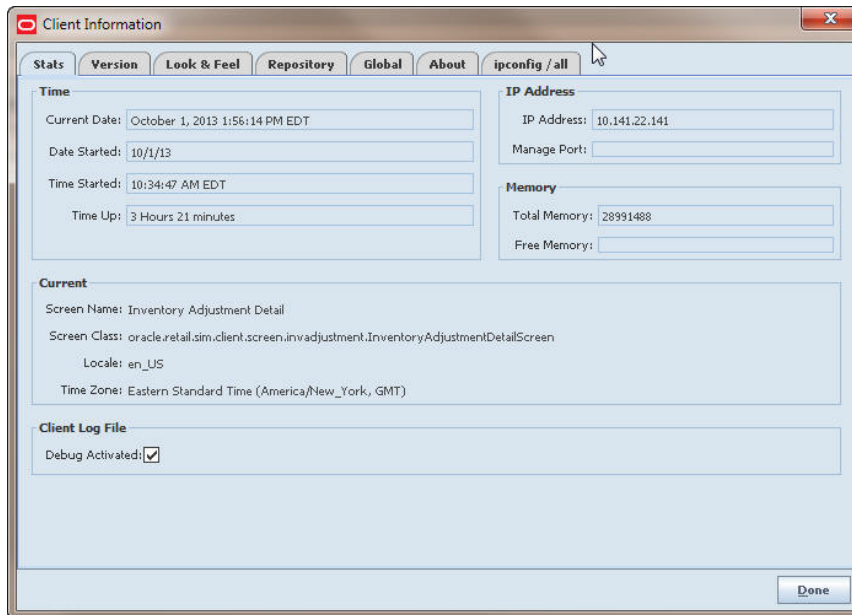 Client Information
Stats Version Look & Feel Repository Global About ipconfig /all
Time
Current Date: October 1, 2013 1:56:14 PM EDT
Date Started: 10/1/13
Time Started: 10:34:47 AM EDT
Time Up: 3 Hours 21 minutes
IP Address
IP Address: 10.141.22.141
Manage Port:
Memory
Total Memory: 28991488
Free Memory:
Current
Screen Name: Inventory Adjustment Detail
Screen Class: oracle.retail.sim.client.screen.invadjustment.InventoryAdjustmentDetailScreen
Locale: en_US
Time Zone: Eastern Standard Time (America/New_York, GMT)
Client Log File
Debug Activated:
Done